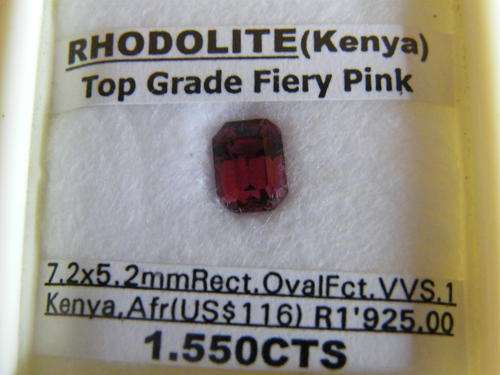 RHODOLITE(Kenya)
Top Grade Fiery Pink
7.2x5.2mmRect.OvalFct.VVS.1
Kenya,Afr(US$116) R1'925.00
1.550CTS